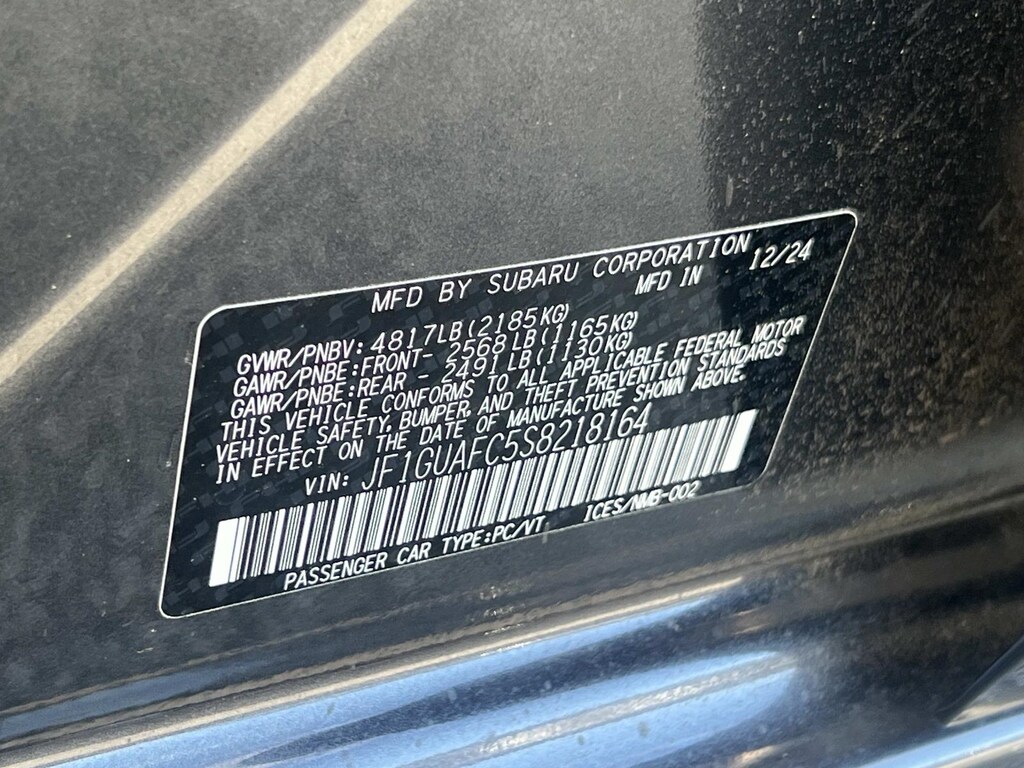 MFD BY SUBARU CORPORATION
MFD IN 12/24
GVWR/PNBV: 4817LB(2185KG)
GAWR/PNBE:FRONT- 2568LB(1165KG)
GAWR/PNBE:REAR - 2491LB(1130KG)
THIS VEHICLE CONFORMS TO ALL APPLICABLE FEDERAL MOTOR
VEHICLE SAFETY, BUMPER, AND THEFT PREVENTION STANDARDS
IN EFFECT ON THE DATE OF MANUFACTURE SHOWN ABOVE.
VIN: JF1GUAFC5S8218164
PASSENGER CAR TYPE:PC/VT ICES/NMB-002